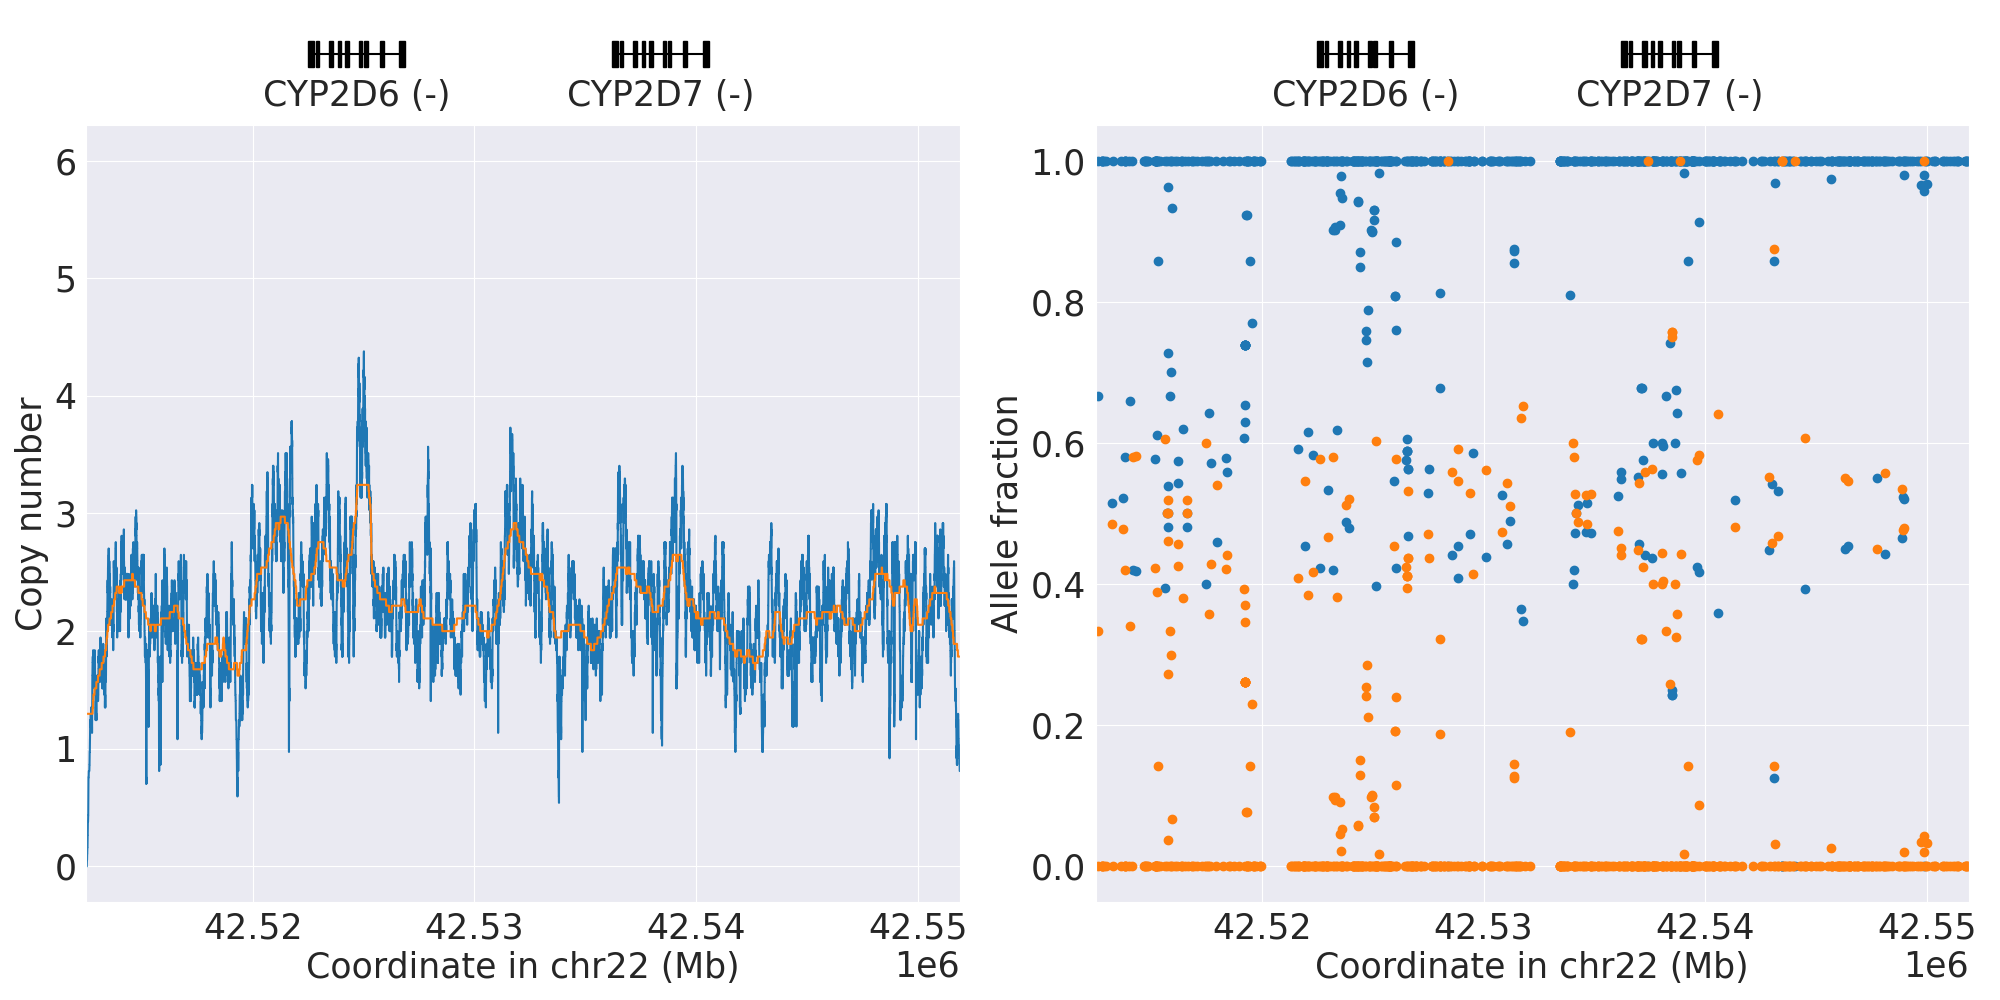 CYP2D6 (-)
CYP2D7 (-)
6
5
4
3
2
1
0
Copy number
42.52
42.53
42.54
42.55
Coordinate in chr22 (Mb)
1e6
CYP2D6 (-)
CYP2D7 (-)
1.0
0.8
0.6
0.4
0.2
0.0
Allele fraction
42.52
42.53
42.54
42.55
Coordinate in chr22 (Mb)
1e6